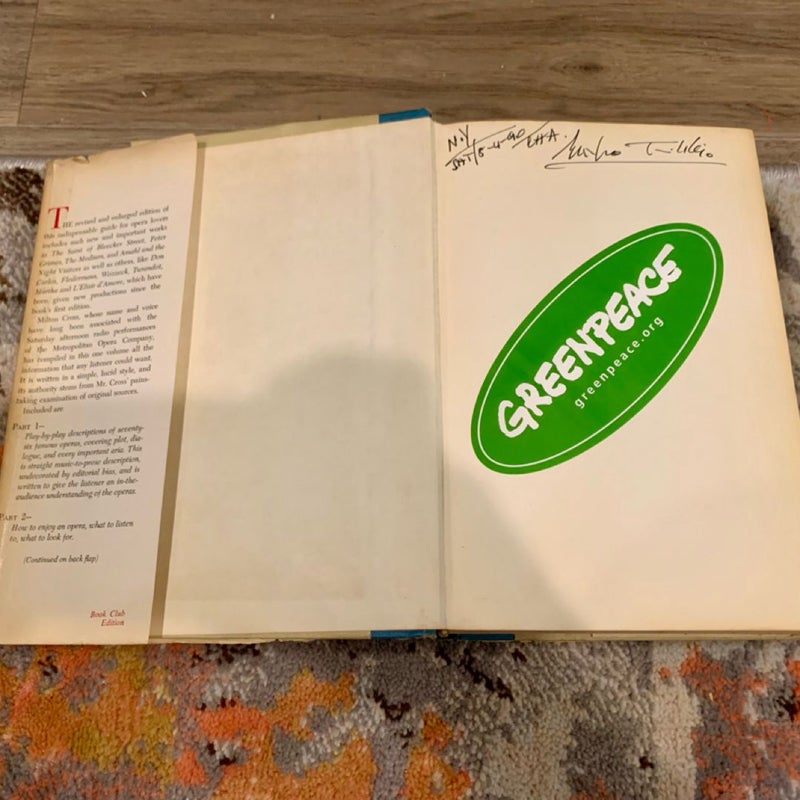 THE revised and enlarged edition of
this indispensable guide for opera lovers
includes such new and important works
as The Saint of Bleecker Street, Peter
Grimes, The Medium, and Amahl and the
Night Visitors as well as others, like Don
Carlos, Fledermaus, Wozzeck, Turandot,
Martha and L'Elisir d'Amore, which have
been given new productions since the
book's first edition.
Milton Cross, whose name and voice
have long been associated with the
Saturday afternoon radio performances
of the Metropolitan Opera Company,
has compiled in this one volume all the
information that any listener could want.
It is written in a simple, lucid style, and
its authority stems from Mr. Cross' pains-
taking examination of original sources.
Included are
PART 1—
Play-by-play descriptions of seventy-
six famous operas, covering plot, dia-
logue, and every important aria. This
is straight music-to-prose description,
undecorated by editorial bias, and is
written to give the listener an in-the-
audience understanding of the operas.
PART 2—
How to enjoy an opera, what to listen
to, what to look for.
(Continued on back flap)
Book Club
Edition
N.Y
GREENPEACE
greenpeace.org